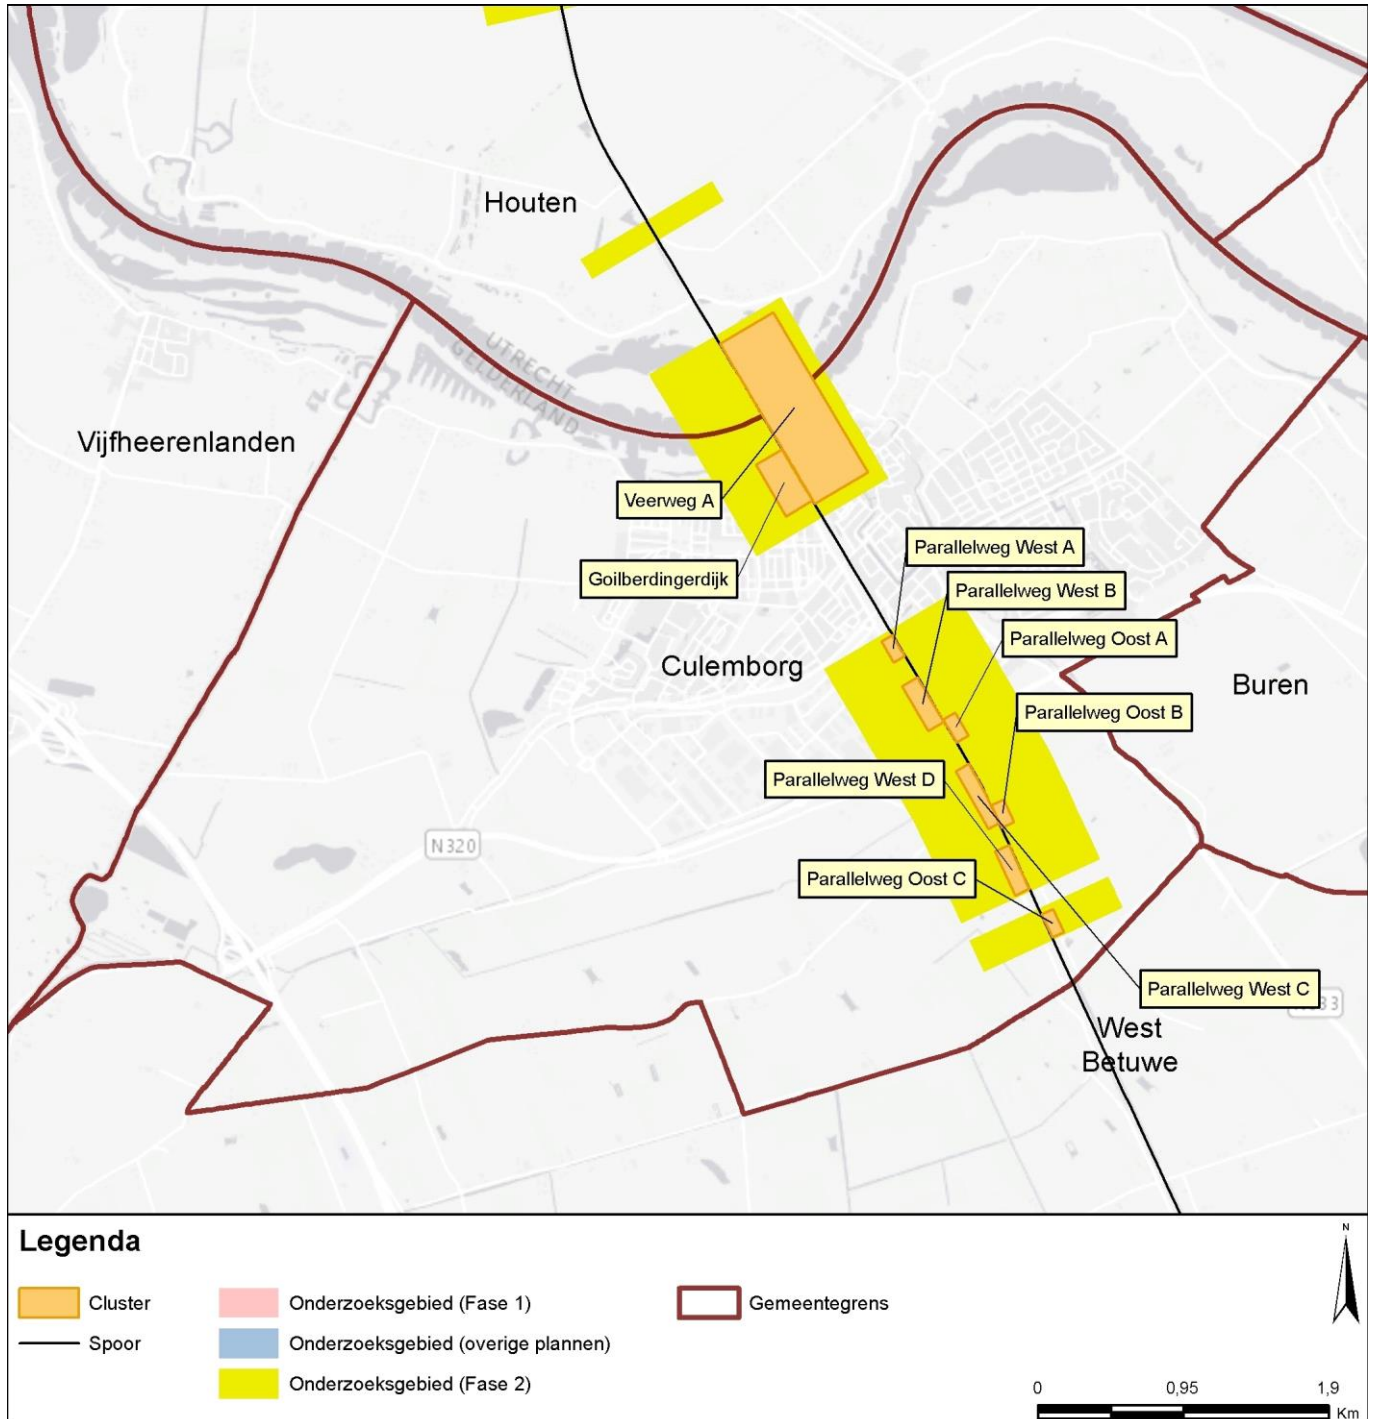 Houten
UTRECHT
GELDERLAND
Vijfheerenlanden
Veerweg A
Parallelweg West A
Goilberdingerdijk
Parallelweg West B
Parallelweg Oost A
Culemborg
Buren
Parallelweg Oost B
Parallelweg West D
N 320
Parallelweg Oost C
Parallelweg West C
West
Betuwe
Legenda
N
Cluster
Onderzoeksgebied (Fase 1)
Gemeentegrens
Spoor
Onderzoeksgebied (overige plannen)
Onderzoeksgebied (Fase 2)
0 0,95 1,9
Km